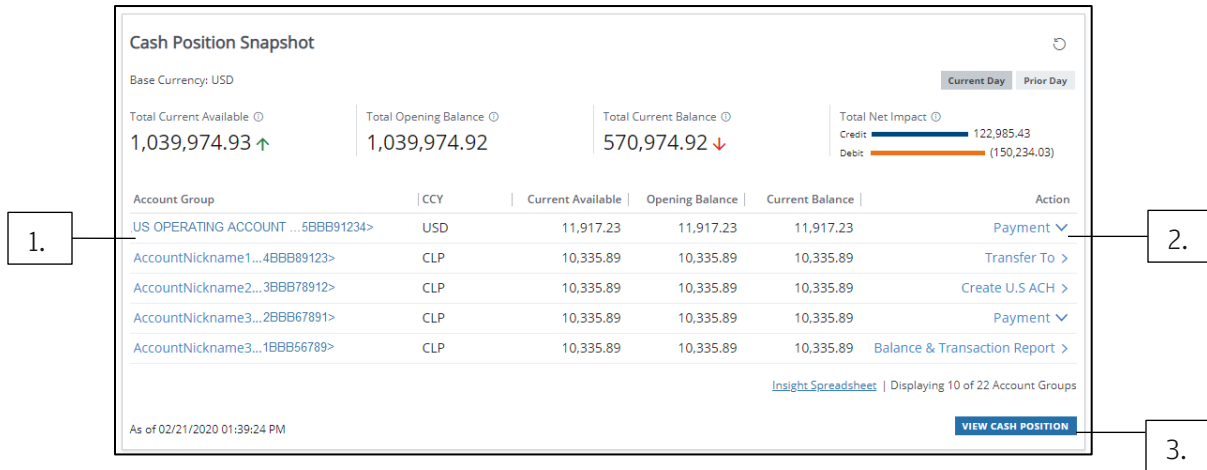 Cash Position Snapshot
Base Currency: USD
Current Day Prior Day
Total Current Available Total Opening Balance Total Current Balance Total Net Impact
1,039,974.93 1,039,974.92 570,974.92
Credit 122,985.43
Debit (150,234.03)
Account Group CCY Current Available Opening Balance Current Balance Action
1.
US OPERATING ACCOUNT ...5BBB91234> USD 11,917.23 11,917.23 11,917.23 Payment
2.
AccountNickname1...4BBB89123> CLP 10,335.89 10,335.89 10,335.89 Transfer To >
AccountNickname2...3BBB78912> CLP 10,335.89 10,335.89 10,335.89 Create U.S ACH >
AccountNickname3...2BBB67891> CLP 10,335.89 10,335.89 10,335.89 Payment
AccountNickname3...1BBB56789> CLP 10,335.89 10,335.89 10,335.89 Balance & Transaction Report >
Insight Spreadsheet | Displaying 10 of 22 Account Groups
As of 02/21/2020 01:39:24 PM VIEW CASH POSITION
3.